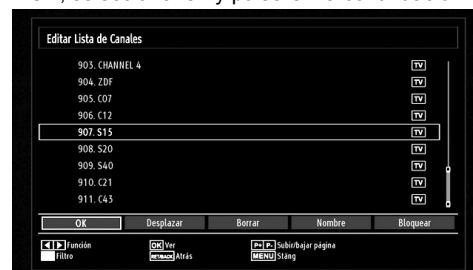 Editar Lista de Canales
903. CHANNEL 4 TV
904. ZDF TV
905. C07 TV
906. C12 TV
907. S15 TV
908. S20 TV
909. S40 TV
910. C21 TV
911. C43 TV
OK Desplazar Borrar Nombre Bloquear
Función OK Ver P+ P- Subir/bajar página
Filtro RET/BACK Atrás MENU Stäng